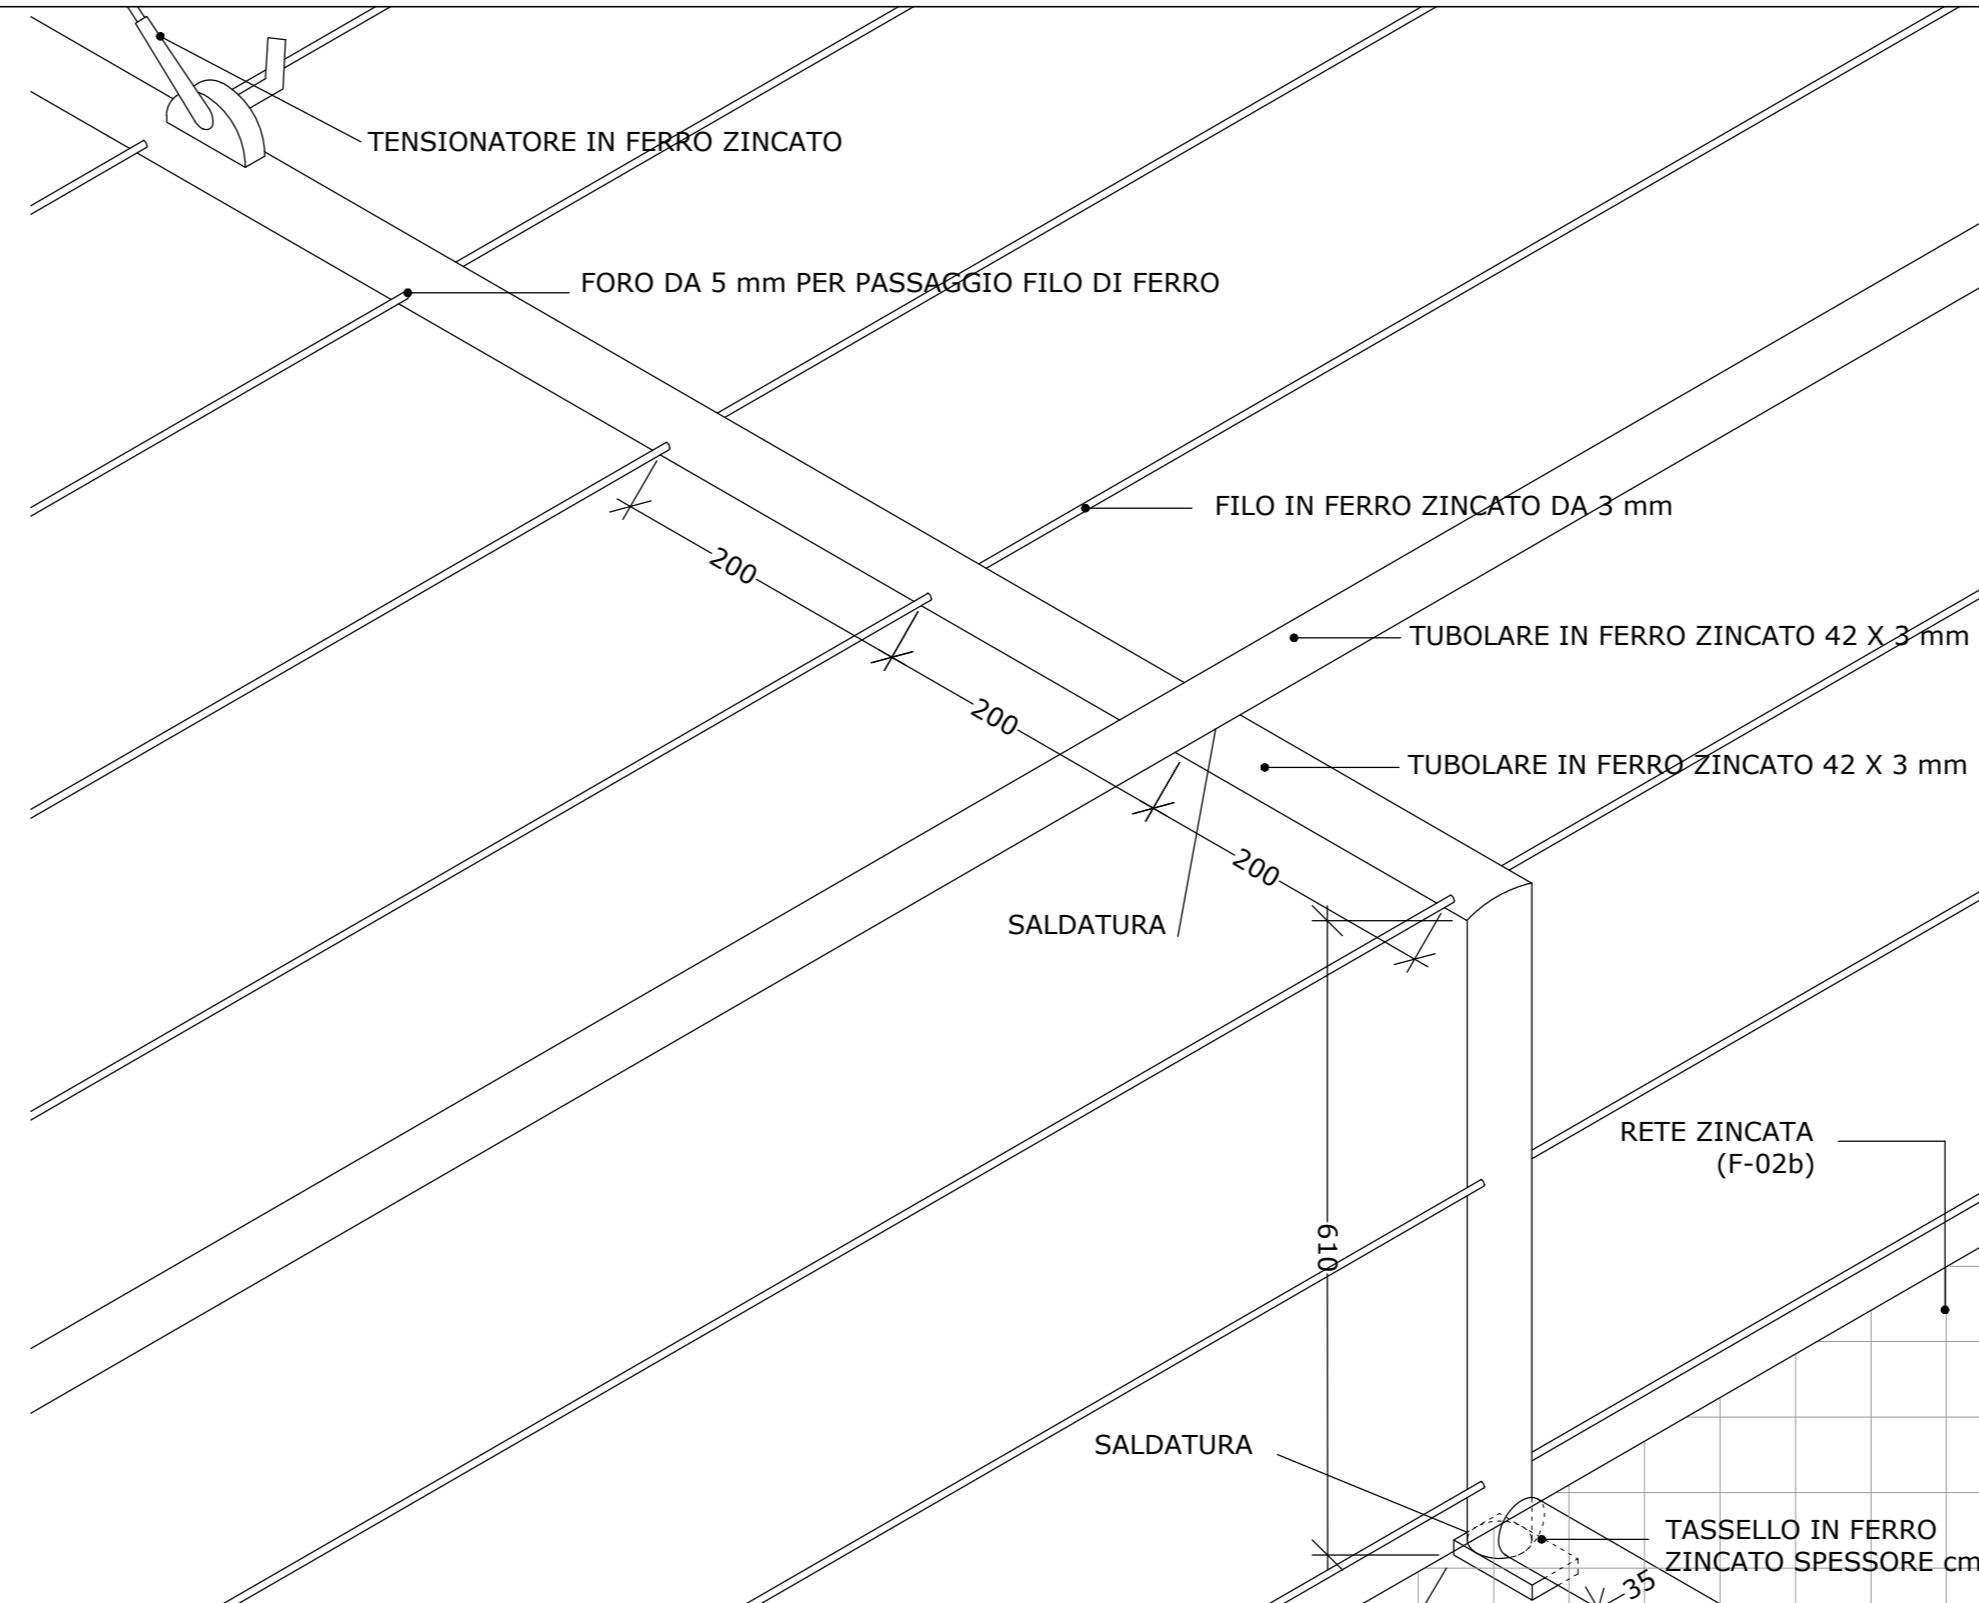 TENSIONATORE IN FERRO ZINCATO
FORO DA 5 mm PER PASSAGGIO FILO DI FERRO
FILO IN FERRO ZINCATO DA 3 mm
200
TUBOLARE IN FERRO ZINCATO 42 X 3 mm
200
TUBOLARE IN FERRO ZINCATO 42 X 3 mm
200
SALDATURA
RETE ZINCATA
(F-02b)
610
SALDATURA
TASSELLO IN FERRO
ZINCATO SPESSORE cm
35